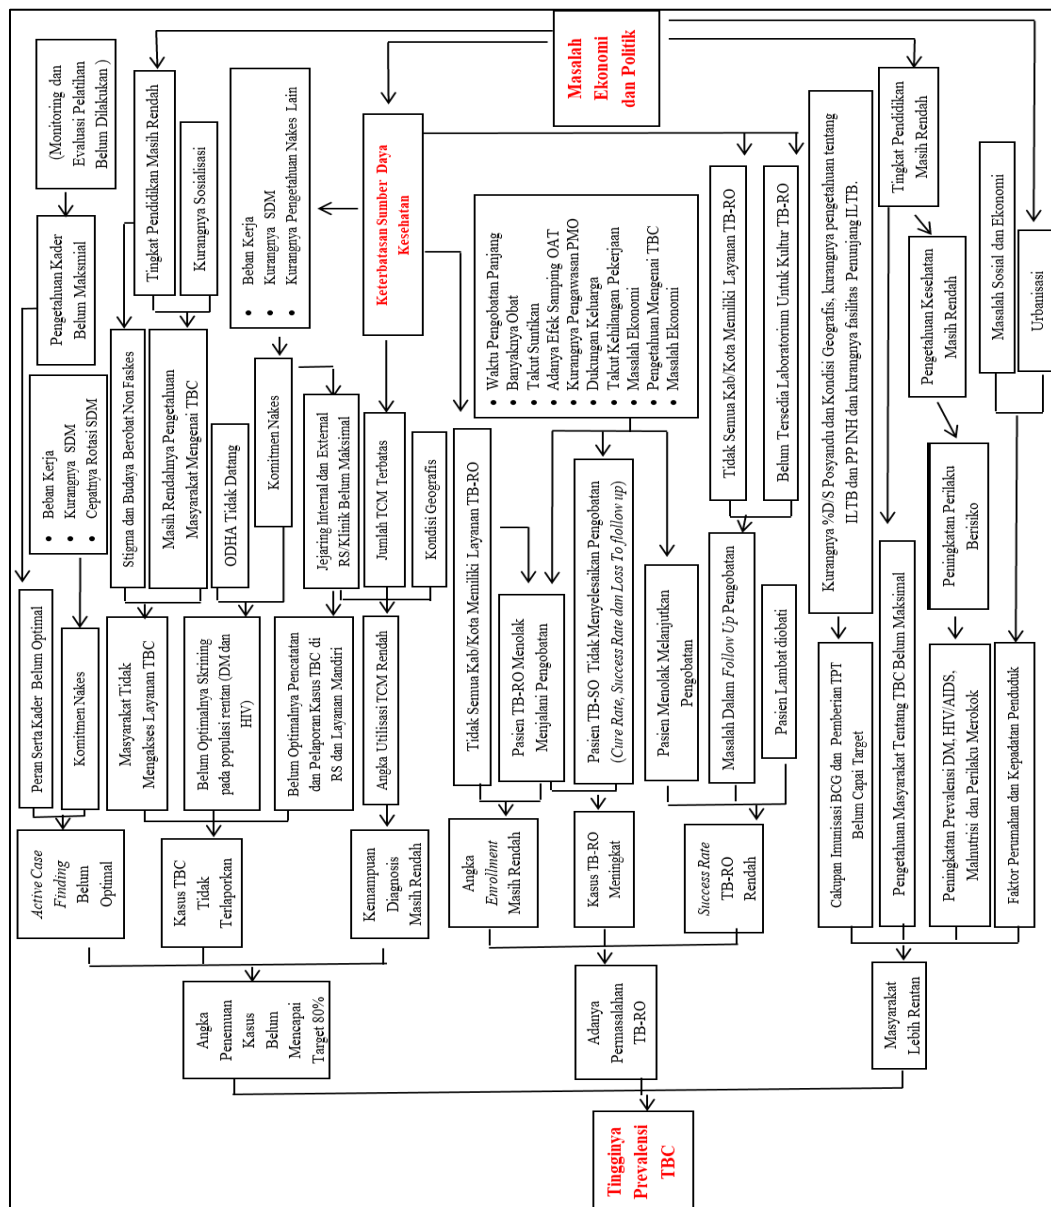 Masalah
Ekonomi
dan Politik
(Monitoring dan
Evaluasi Pelatihan
Belum Dilakukan )
Tingkat Pendidikan Masih Rendah
Kurangnya Sosialisasi
• Beban Kerja
• Kurangnya SDM
• Kurangnya Pengetahuan Nakes Lain
Keterbatasan Sumber Daya
Kesehatan
• Waktu Pengobatan Panjang
• Banyaknya Obat
• Takut Suntikan
• Adanya Efek Samping OAT
• Kurangnya Pengawasan PMO
• Dukungan Keluarga
• Takut Kehilangan Pekerjaan
• Masalah Ekonomi
• Pengetahuan Mengenai TBC
• Masalah Ekonomi
Tidak Semua Kab/Kota Memiliki Layanan TB-RO
Belum Tersedia Laboratorium Untuk Kultur TB-RO
Kurangnya %D/S Posyandu dan Kondisi Geografis, kurangnya pengetahuan tentang
ILTB dan PP INH dan kurangnya fasilitas Penunjang ILTB.
Tingkat Pendidikan
Masih Rendah
Pengetahuan Kesehatan
Masih Rendah
Masalah Sosial dan Ekonomi
Urbanisasi
Pengetahuan Kader
Belum Maksmial
• Beban Kerja
• Kurangnya SDM
• Cepatnya Rotasi SDM
Stigma dan Budaya Berobat Non Faskes
Masih Rendahnya Pengetahuan
Masyarakat Mengenai TBC
ODHA Tidak Datang
Komitmen Nakes
Jejaring Internal dan External
RS/Klinik Belum Maksimal
Jumlah TCM Terbatas
Kondisi Geografis
Tidak Semua Kab/Kota Memiliki Layanan TB-RO
Pasien TB-RO Menolak
Menjalani Pengobatan
Pasien TB-SO Tidak Menyelesaikan Pengobatan
(Cure Rate, Success Rate dan Loss To flollow up)
Pasien Menolak Melanjutkan
Pengobatan
Masalah Dalam Follow Up Pengobatan
Pasien Lambat diobati
Peningkatan Perilaku
Berisiko
Peran Serta Kader Belum Optimal
Komitmen Nakes
Masyarakat Tidak
Mengakses Layanan TBC
Belum Optimalnya Skrining
pada populasi rentan (DM dan
HIV)
Belum Optimalnya Pencatatan
dan Pelaporan Kasus TBC di
RS dan Layanan Mandiri
Angka Utilisasi TCM Rendah
Cakupan Imunisasi BCG dan Pemberian TPT
Belum Capai Target
Pengetahuan Masyarakat Tentang TBC Belum Maksimal
Peningkatan Prevalensi DM, HIV/AIDS,
Malnutrisi dan Perilaku Merokok
Faktor Perumahan dan Kepadatan Penduduk
Active Case
Finding
Belum
Optimal
Kasus TBC
Tidak
Terlaporkan
Kemampuan
Diagnosis
Masih Rendah
Angka
Enrollment
Masih Rendah
Kasus TB-RO
Meningkat
Success Rate
TB-RO
Rendah
Angka
Penemuan
Kasus
Belum
Mencapai
Target 80%
Adanya
Permasalahan
TB-RO
Masyarakat
Lebih Rentan
Tingginya
Prevalensi
TBC